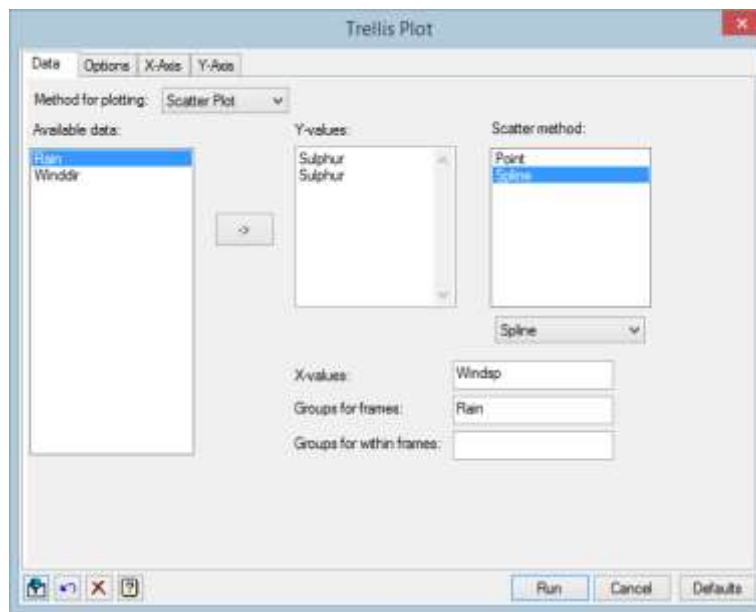 Trellis Plot
Data Options X-Axis Y-Axis
Method for plotting: Scatter Plot
Available data: Y-values: Scatter method:
Rain Sulphur Point
Winddir Sulphur Spline
->
Spline
X-values: Windsp
Groups for frames: Rain
Groups for within frames:
Run Cancel Defaults